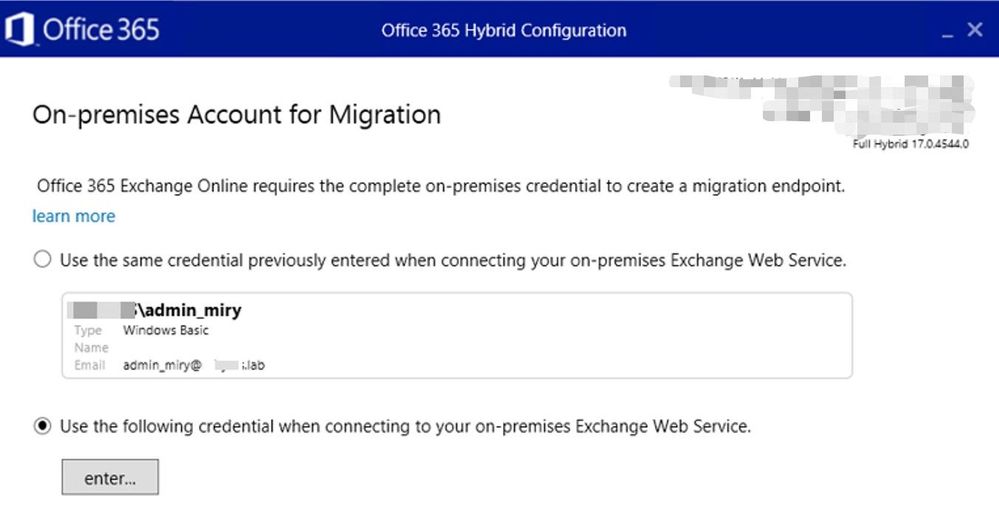 Office 365
Office 365 Hybrid Configuration
On-premises Account for Migration
Full Hybrid 17.0.4544.0
Office 365 Exchange Online requires the complete on-premises credential to create a migration endpoint.
learn more
Use the same credential previously entered when connecting your on-premises Exchange Web Service.
\admin_miry
Type Windows Basic
Name
Email admin_miry@ .lab
Use the following credential when connecting to your on-premises Exchange Web Service.
enter...